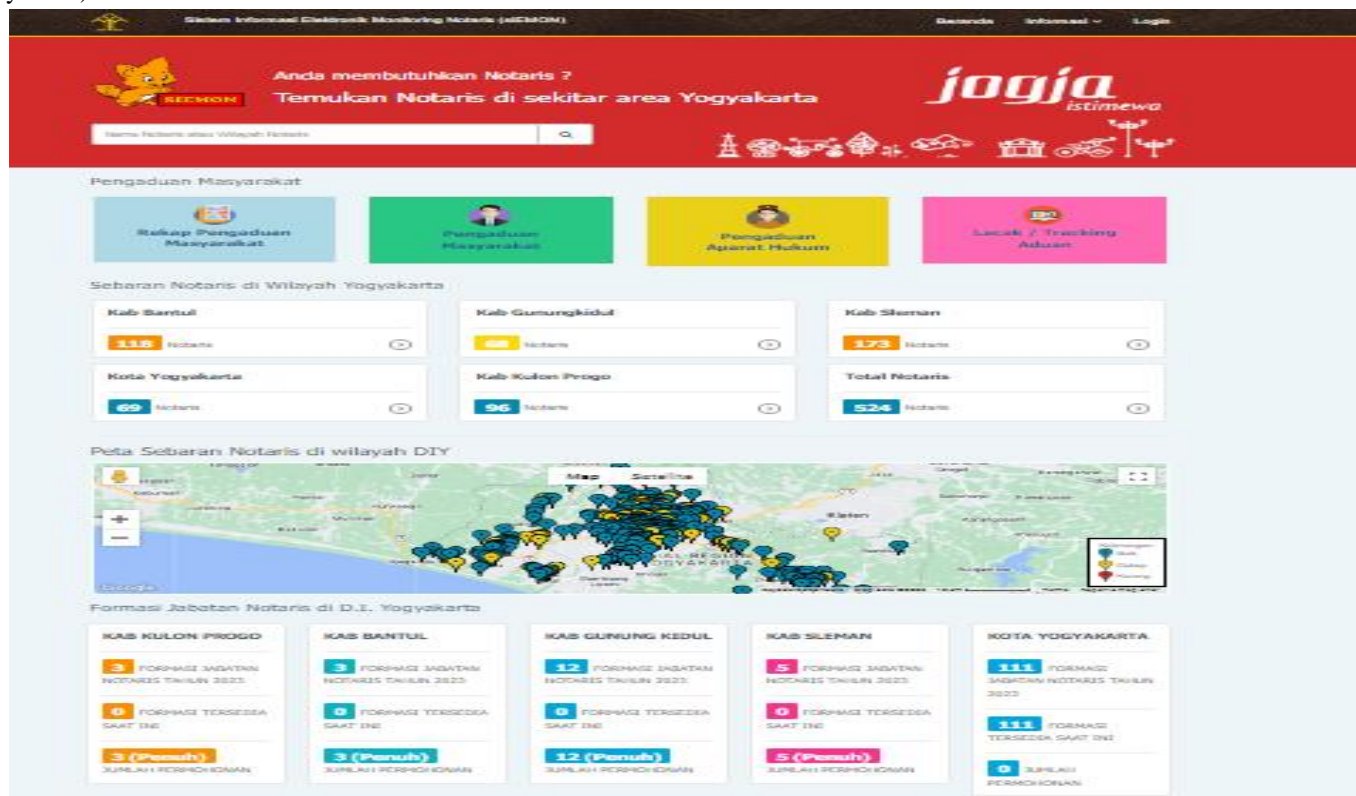 Sistem Informasi Elektronik Monitoring Notaris (siEMON)
Beranda Informasi Login
Anda membutuhkan Notaris ?
Temukan Notaris di sekitar area Yogyakarta
SIEMON
jogja
istimewa
Nama Notaris atau Wilayah Notaris
Pengaduan Masyarakat
Rekap Pengaduan
Masyarakat
Pengaduan
Masyarakat
Pengaduan
Aparat Hukum
Lacak / Tracking
Aduan
Sebaran Notaris di Wilayah Yogyakarta
Kab Bantul
118 Notaris
Kab Gunungkidul
68 Notaris
Kab Sleman
173 Notaris
Kota Yogyakarta
69 Notaris
Kab Kulon Progo
96 Notaris
Total Notaris
524 Notaris
Peta Sebaran Notaris di wilayah DIY
Map Satellite
Klaten
Formasi Jabatan Notaris di D.I. Yogyakarta
KAB KULON PROGO
3 FORMASI JABATAN
NOTARIS TAHUN 2023
0 FORMASI TERSEDIA
SAAT INI
3 (Penuh)
JUMLAH PERMOHONAN
KAB BANTUL
3 FORMASI JABATAN
NOTARIS TAHUN 2023
0 FORMASI TERSEDIA
SAAT INI
3 (Penuh)
JUMLAH PERMOHONAN
KAB GUNUNG KIDUL
12 FORMASI JABATAN
NOTARIS TAHUN 2023
0 FORMASI TERSEDIA
SAAT INI
12 (Penuh)
JUMLAH PERMOHONAN
KAB SLEMAN
5 FORMASI JABATAN
NOTARIS TAHUN 2023
0 FORMASI TERSEDIA
SAAT INI
5 (Penuh)
JUMLAH PERMOHONAN
KOTA YOGYAKARTA
111 FORMASI
JABATAN NOTARIS TAHUN
2023
111 FORMASI
TERSEDIA SAAT INI
0 JUMLAH
PERMOHONAN